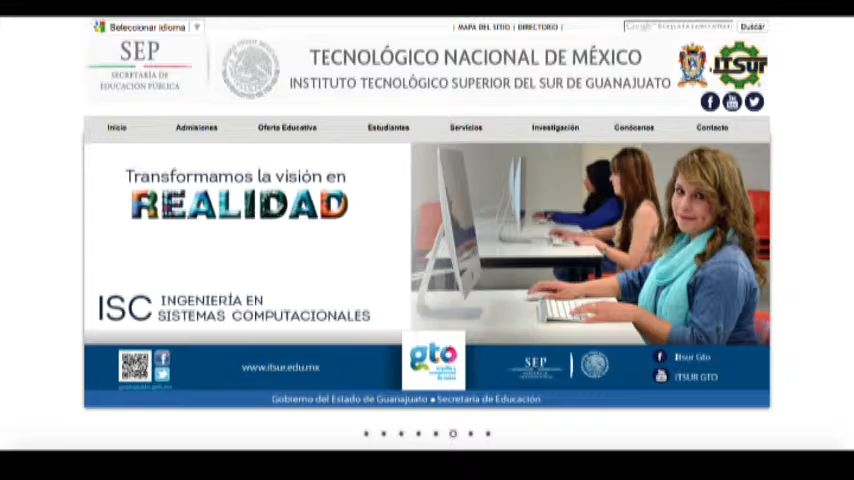 Seleccionar idioma
| MAPA DEL SITIO | DIRECTORIO |
Google
Buscar
SEP
SECRETARÍA DE
EDUCACIÓN PÚBLICA
TECNOLÓGICO NACIONAL DE MÉXICO
INSTITUTO TECNOLÓGICO SUPERIOR DEL SUR DE GUANAJUATO
ITSUR
Inicio Admisiones Oferta Educativa Estudiantes Servicios Investigación Conócenos Contacto
Transformamos la visión en
REALIDAD
ISC INGENIERÍA EN
SISTEMAS COMPUTACIONALES
www.itsur.edu.mx
gto
SEP
Itsur Gto
ITSUR GTO
Gobierno del Estado de Guanajuato • Secretaría de Educación